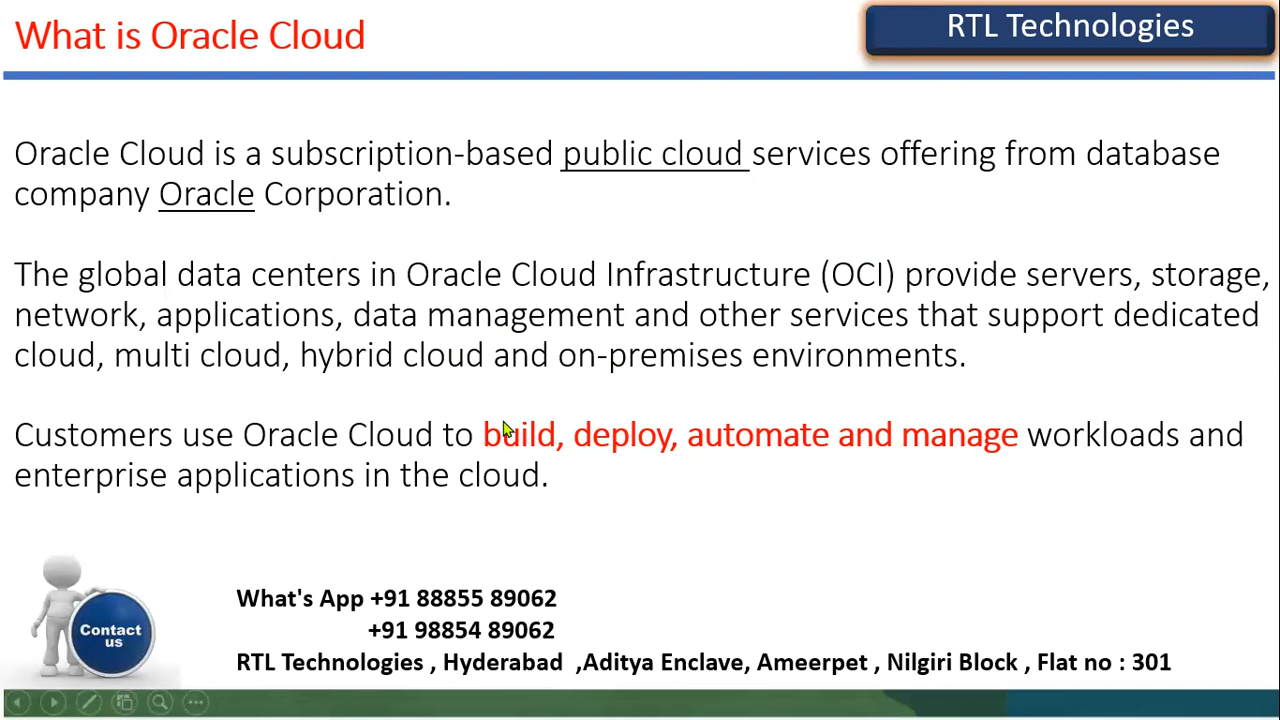 What is Oracle Cloud
RTL Technologies
Oracle Cloud is a subscription-based public cloud services offering from database
company Oracle Corporation.
The global data centers in Oracle Cloud Infrastructure (OCI) provide servers, storage,
network, applications, data management and other services that support dedicated
cloud, multi cloud, hybrid cloud and on-premises environments.
Customers use Oracle Cloud to build, deploy, automate and manage workloads and
enterprise applications in the cloud.
Contact
us
What's App +91 88855 89062
+91 98854 89062
RTL Technologies , Hyderabad ,Aditya Enclave, Ameerpet , Nilgiri Block , Flat no : 301